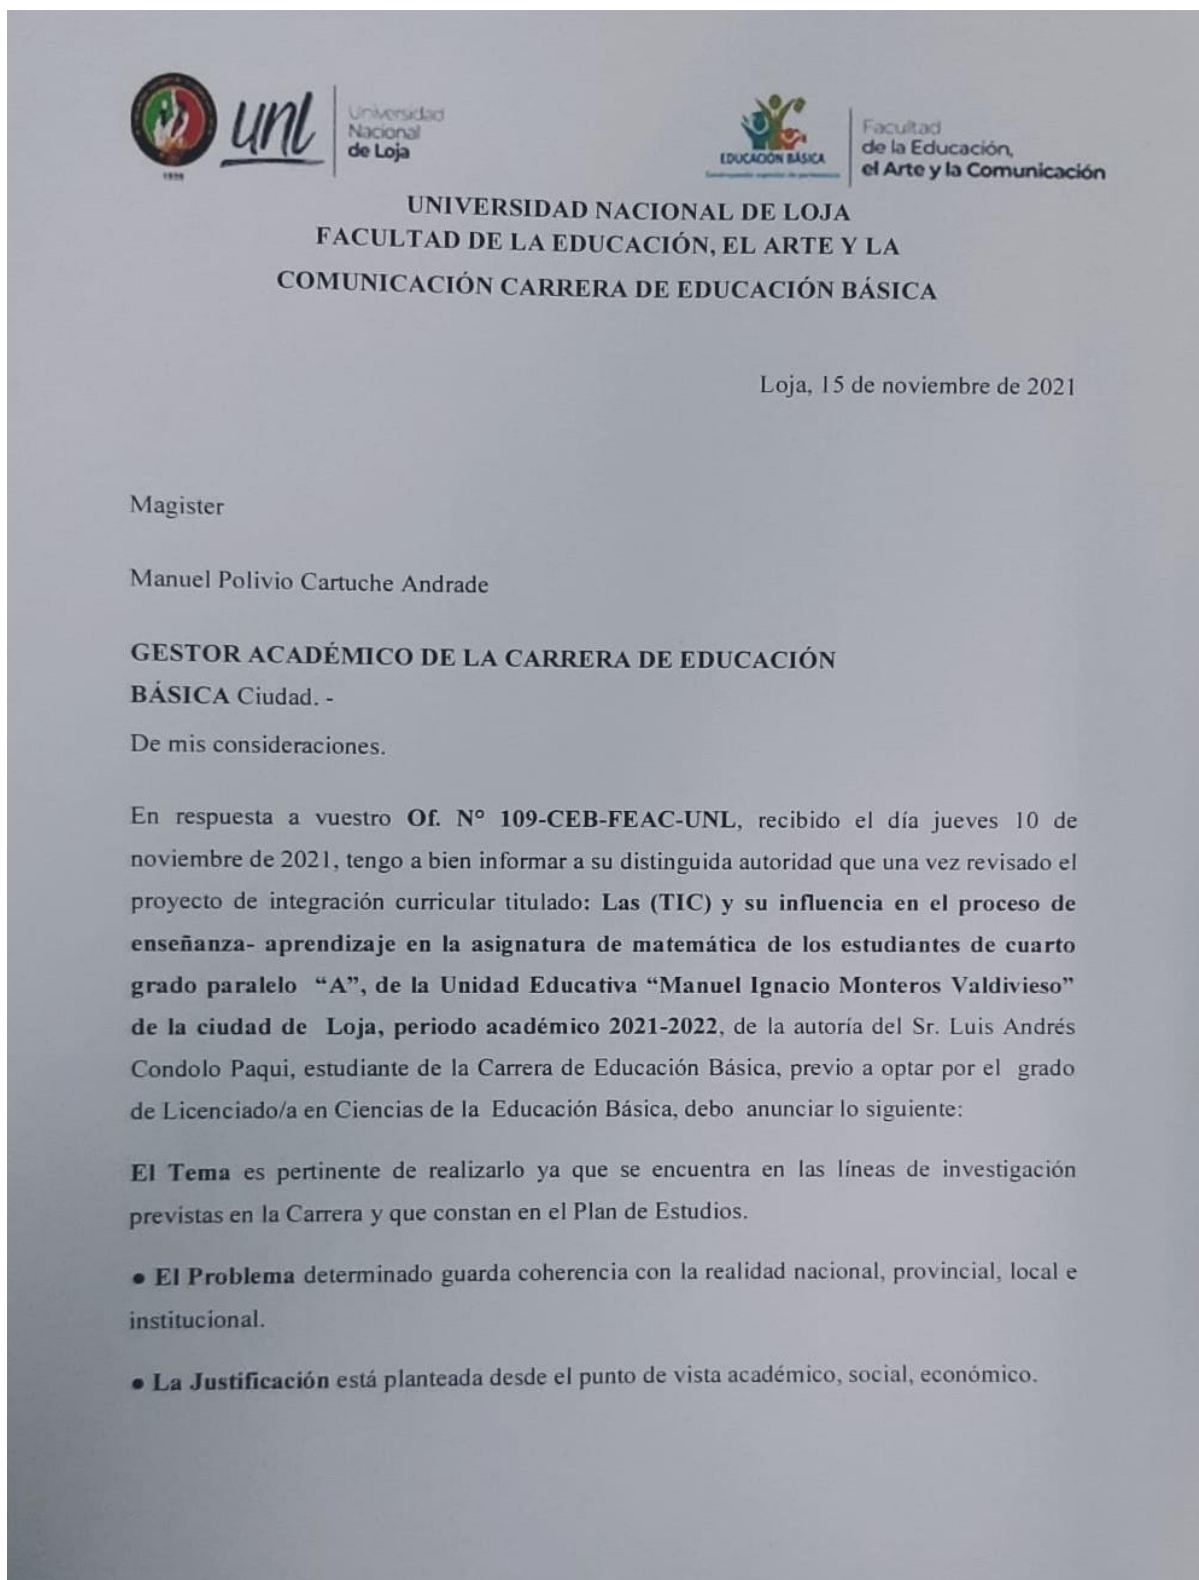 unl
Universidad
Nacional
de Loja
EDUCACIÓN BÁSICA
Facultad
de la Educación,
el Arte y la Comunicación
UNIVERSIDAD NACIONAL DE LOJA
FACULTAD DE LA EDUCACIÓN, EL ARTE Y LA
COMUNICACIÓN CARRERA DE EDUCACIÓN BÁSICA
Loja, 15 de noviembre de 2021
Magister
Manuel Polivio Cartuche Andrade
GESTOR ACADÉMICO DE LA CARRERA DE EDUCACIÓN
BÁSICA Ciudad. -
De mis consideraciones.
En respuesta a vuestro Of. N° 109-CEB-FEAC-UNL, recibido el día jueves 10 de
noviembre de 2021, tengo a bien informar a su distinguida autoridad que una vez revisado el
proyecto de integración curricular titulado: Las (TIC) y su influencia en el proceso de
enseñanza- aprendizaje en la asignatura de matemática de los estudiantes de cuarto
grado paralelo “A”, de la Unidad Educativa “Manuel Ignacio Monteros Valdivieso”
de la ciudad de Loja, periodo académico 2021-2022, de la autoría del Sr. Luis Andrés
Condolo Paqui, estudiante de la Carrera de Educación Básica, previo a optar por el grado
de Licenciado/a en Ciencias de la Educación Básica, debo anunciar lo siguiente:
El Tema es pertinente de realizarlo ya que se encuentra en las líneas de investigación
previstas en la Carrera y que constan en el Plan de Estudios.
● El Problema determinado guarda coherencia con la realidad nacional, provincial, local e
institucional.
● La Justificación está planteada desde el punto de vista académico, social, económico.